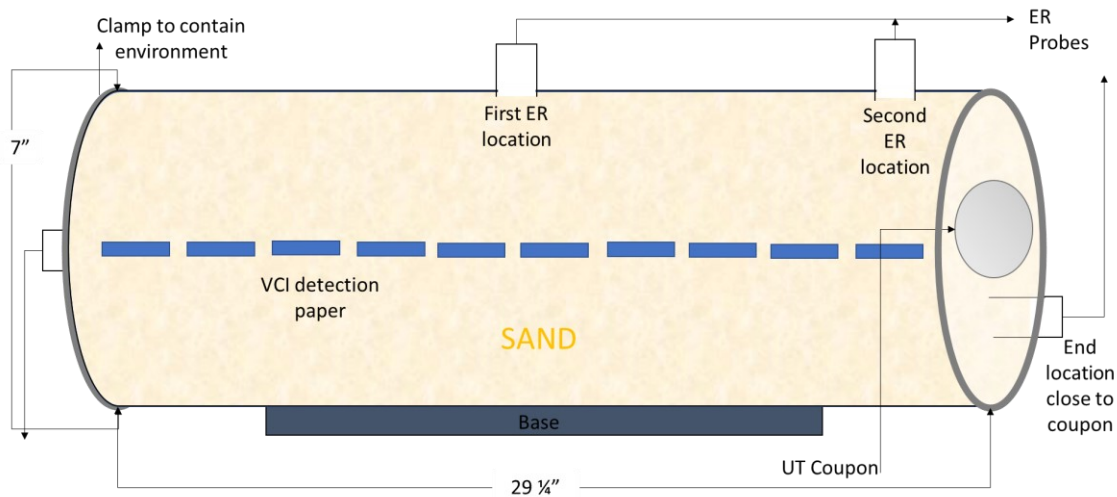 Clamp to contain
environment
ER
Probes
7”
First ER
location
Second
ER
location
VCI detection
paper
SAND
End
location
close to
coupon
Base
UT Coupon
29 ¼”